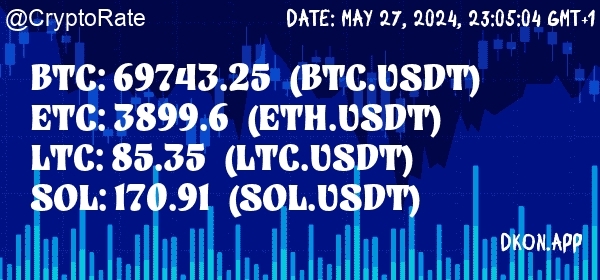 @CryptoRate
DATE: MAY 27, 2024, 23:05:04 GMT+1
BTC: 69743.25 (BTC.USDT)
ETC: 3899.6 (ETH.USDT)
LTC: 85.35 (LTC.USDT)
SOL: 170.91 (SOL.USDT)
DKON.APP